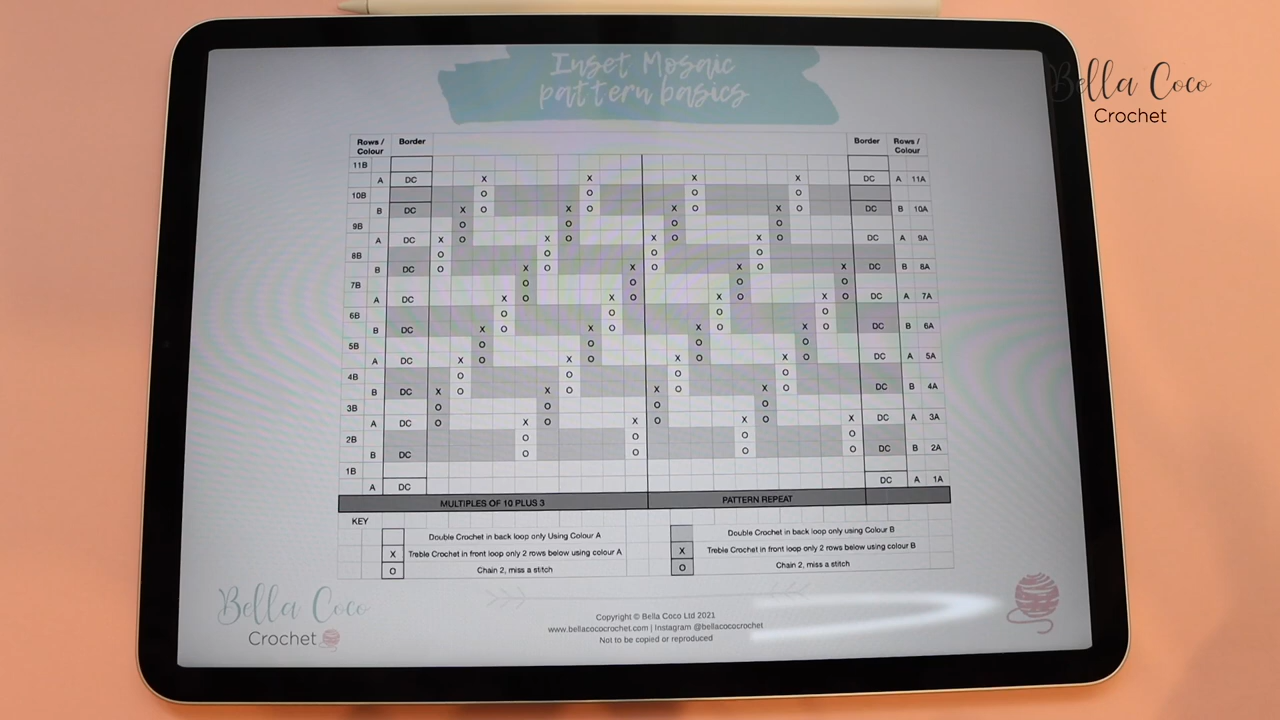 Inset Mosaic
pattern basics
Bella Coco
Crochet
Rows / Colour Border Border Rows / Colour
11B
A DC X X X X DC A 11A
10B O O O O
B DC X O X O X O X O DC B 10A
9B O O O O
A DC X O X O X O X O DC A 9A
8B O O O O
B DC O X O X O X O X DC B 8A
7B O O O O
A DC X O X O X O X O DC A 7A
6B O O O O
B DC X O X O X O X O DC B 6A
5B O O O O
A DC X O X O X O X O DC A 5A
4B O O O O
B DC X O X O X O X O DC B 4A
3B O O O O
A DC O X O X O X O X DC A 3A
2B O O O O
B DC O O O O DC B 2A
1B
A DC DC A 1A
MULTIPLES OF 10 PLUS 3 PATTERN REPEAT
KEY
Double Crochet in back loop only Using Colour A
X Treble Crochet in front loop only 2 rows below using colour A
O Chain 2, miss a stitch
Double Crochet in back loop only using Colour B
X Treble Crochet in front loop only 2 rows below using colour B
O Chain 2, miss a stitch
Bella Coco
Crochet
Copyright © Bella Coco Ltd 2021
www.bellacococrochet.com | Instagram @bellacococrochet
Not to be copied or reproduced